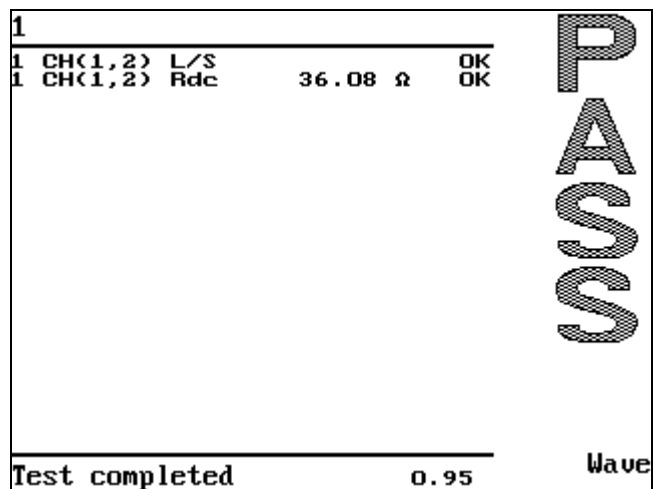 1
1 CH(1,2) L/S OK
1 CH(1,2) Rdc 36.08 Ω OK
PASS
Test completed 0.95
Wave